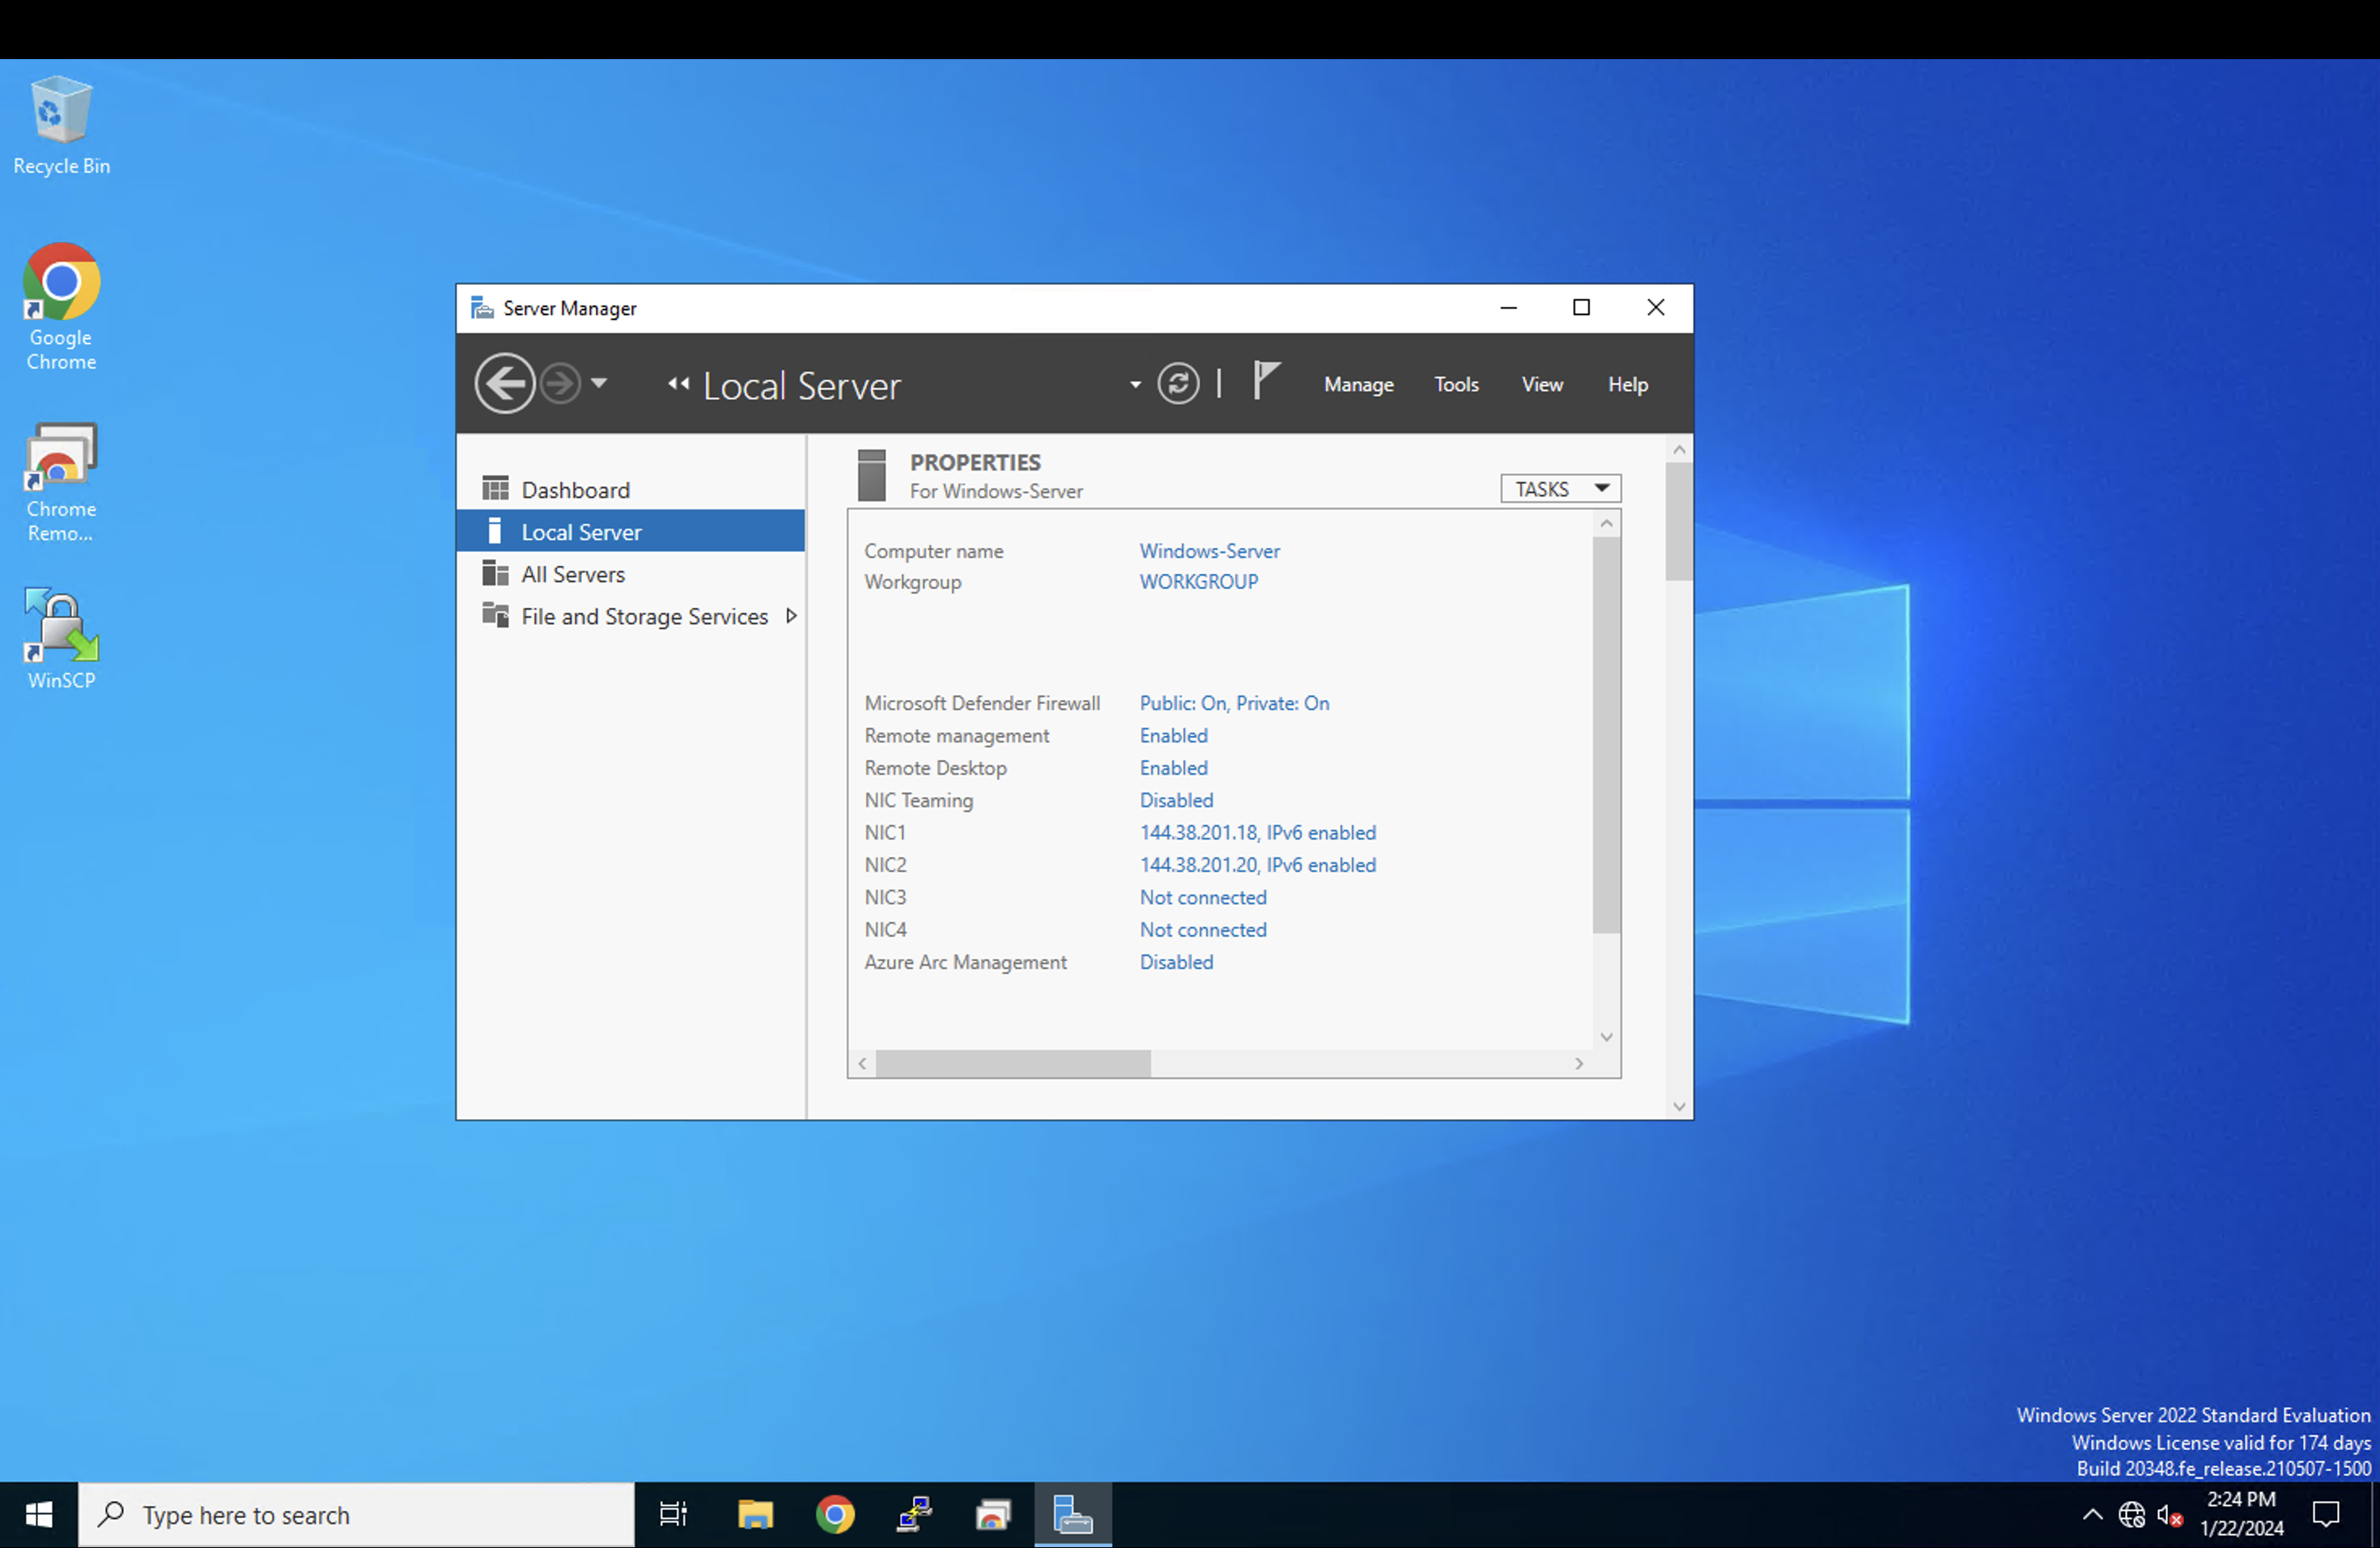 Recycle Bin
Google
Chrome
Chrome
Remo...
WinSCP
Server Manager
Local Server
Manage
Tools
View
Help
Dashboard
Local Server
All Servers
File and Storage Services
PROPERTIES
For Windows-Server
TASKS
Computer name Windows-Server
Workgroup WORKGROUP
Microsoft Defender Firewall Public: On, Private: On
Remote management Enabled
Remote Desktop Enabled
NIC Teaming Disabled
NIC1 144.38.201.18, IPv6 enabled
NIC2 144.38.201.20, IPv6 enabled
NIC3 Not connected
NIC4 Not connected
Azure Arc Management Disabled
Windows Server 2022 Standard Evaluation
Windows License valid for 174 days
Build 20348.fe_release.210507-1500
Type here to search
2:24 PM
1/22/2024